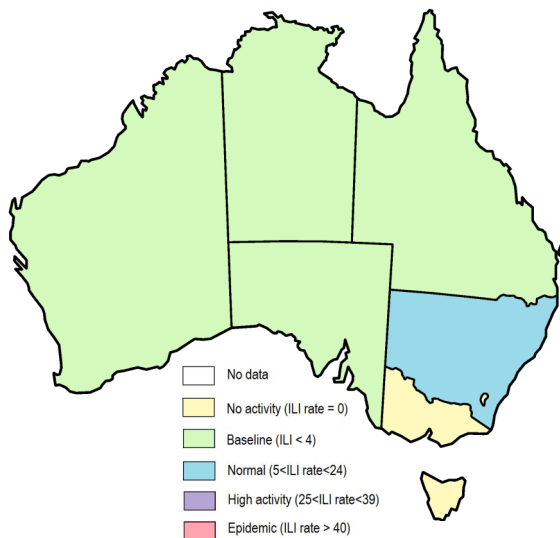 No data
No activity (ILI rate = 0)
Baseline (ILI < 4)
Normal (5<ILI rate<24)
High activity (25<ILI rate<39)
Epidemic (ILI rate > 40)